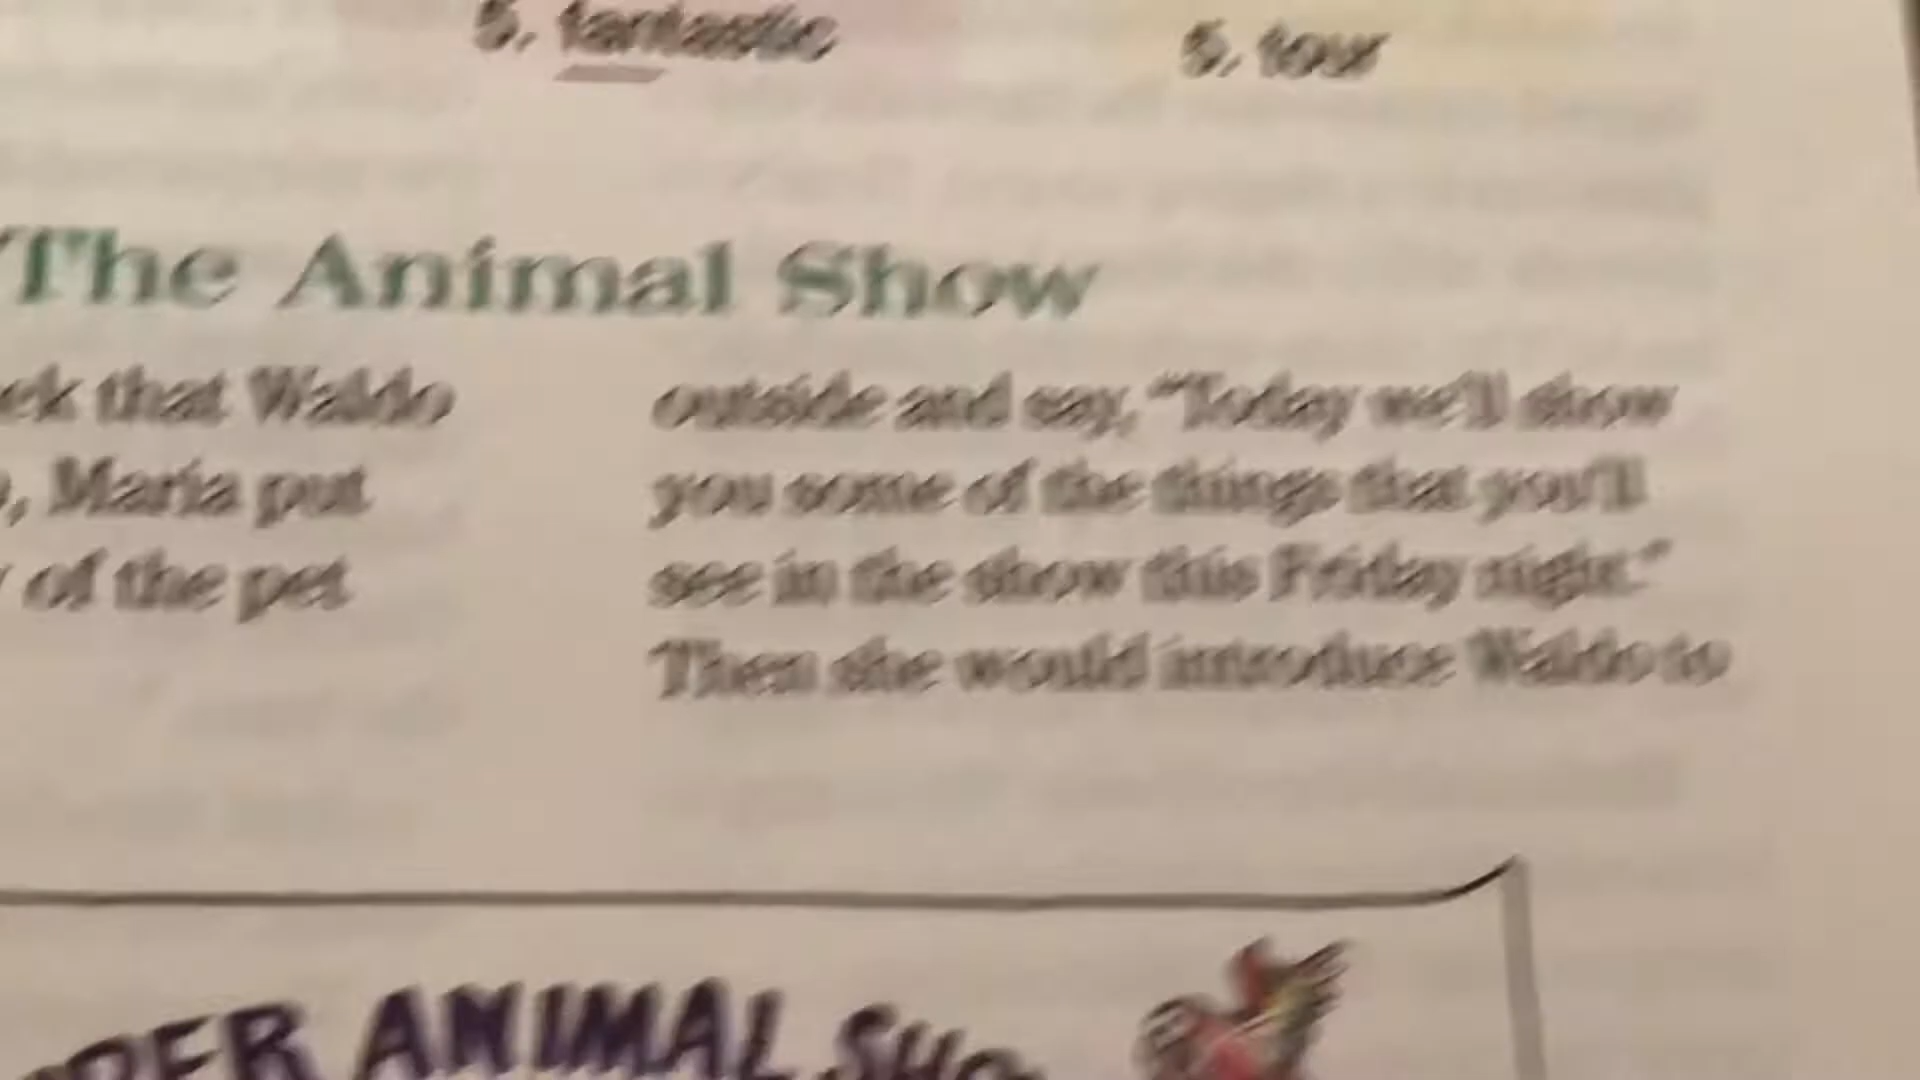 5. fantastic
5. tour
The Animal Show
ek that Waldo
, Maria put
of the pet
outside and say, “Today we'll show
you some of the things that you'll
see in the show this Friday night.”
Then she would introduce Waldo to
PER ANIMAL SHO